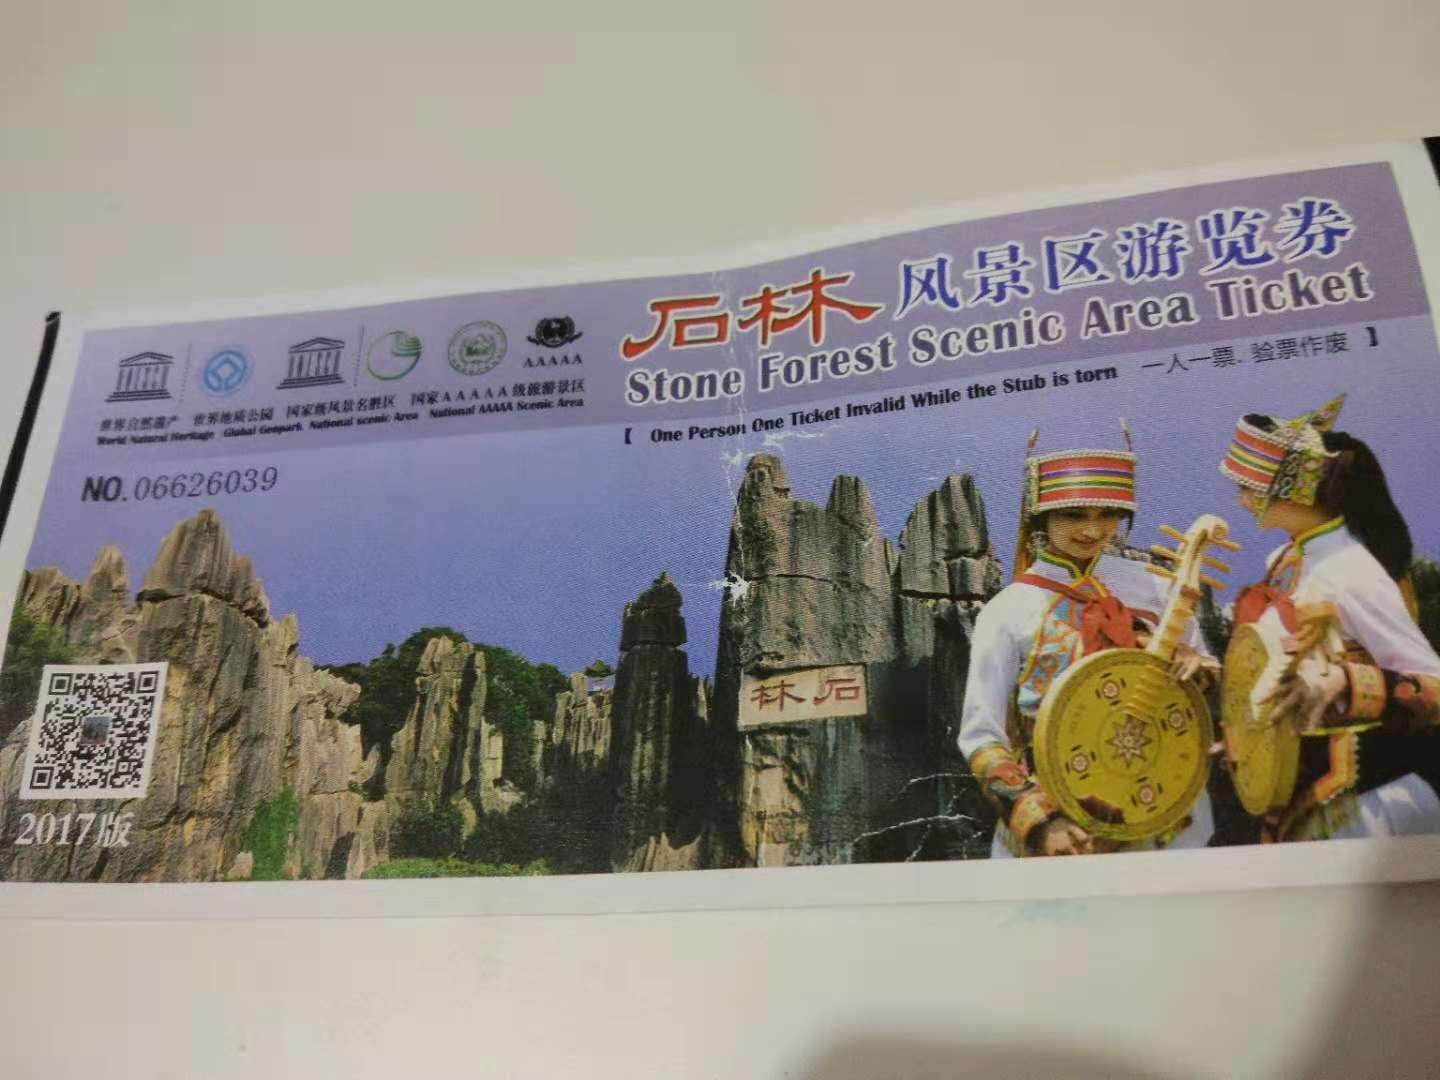 石林风景区游览券
Stone Forest Scenic Area Ticket
【 One Person One Ticket Invalid While the Stub is torn 一人一票、验票作废 】
AAAAA
世界自然遗产 世界地质公园 国家级风景名胜区 国家AAAAA级旅游景区
World Natural Heritage Global Geopark National scenic Area National AAAAA Scenic Area
NO.06626039
林石
2017版